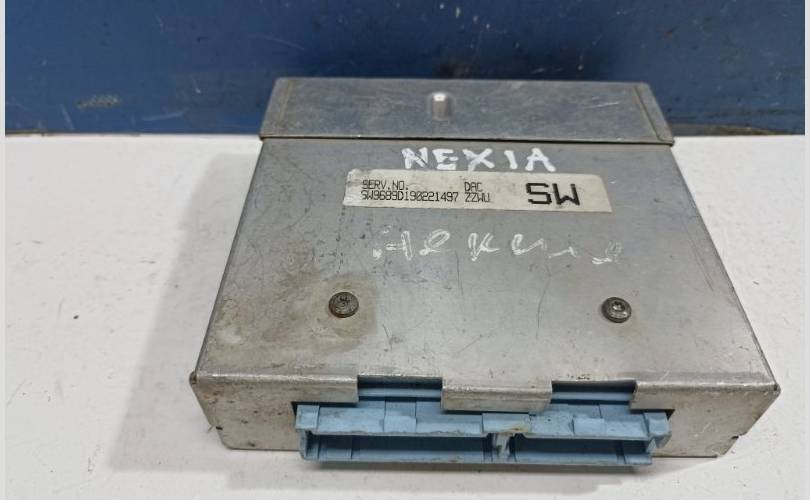 NEXIA
SERV.NO. DAC SW
SW9689D190221497 ZZWU